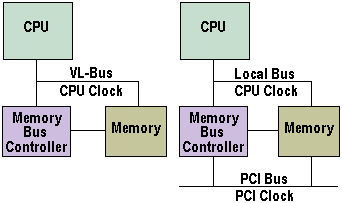 CPU
VL-Bus
CPU Clock
Memory
Bus
Controller
Memory
CPU
Local Bus
CPU Clock
Memory
Bus
Controller
Memory
PCI Bus
PCI Clock